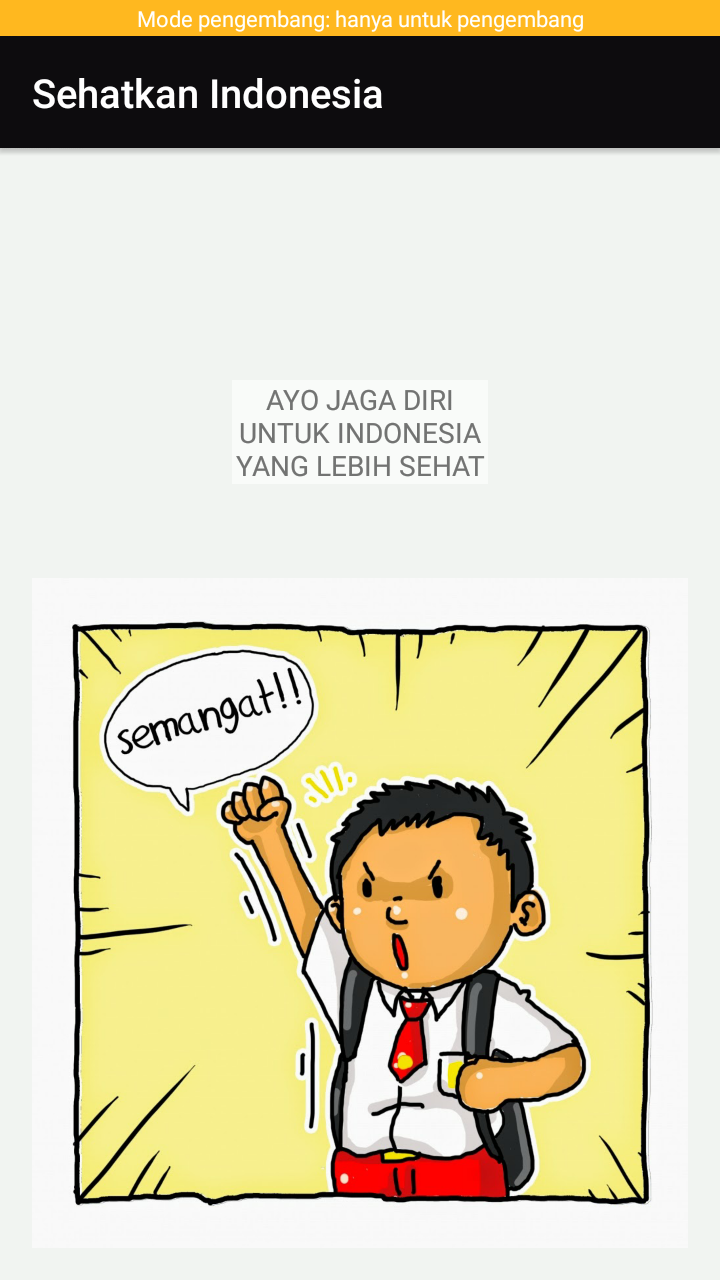 Mode pengembang: hanya untuk pengembang
Sehatkan Indonesia
AYO JAGA DIRI
UNTUK INDONESIA
YANG LEBIH SEHAT
semangat!!